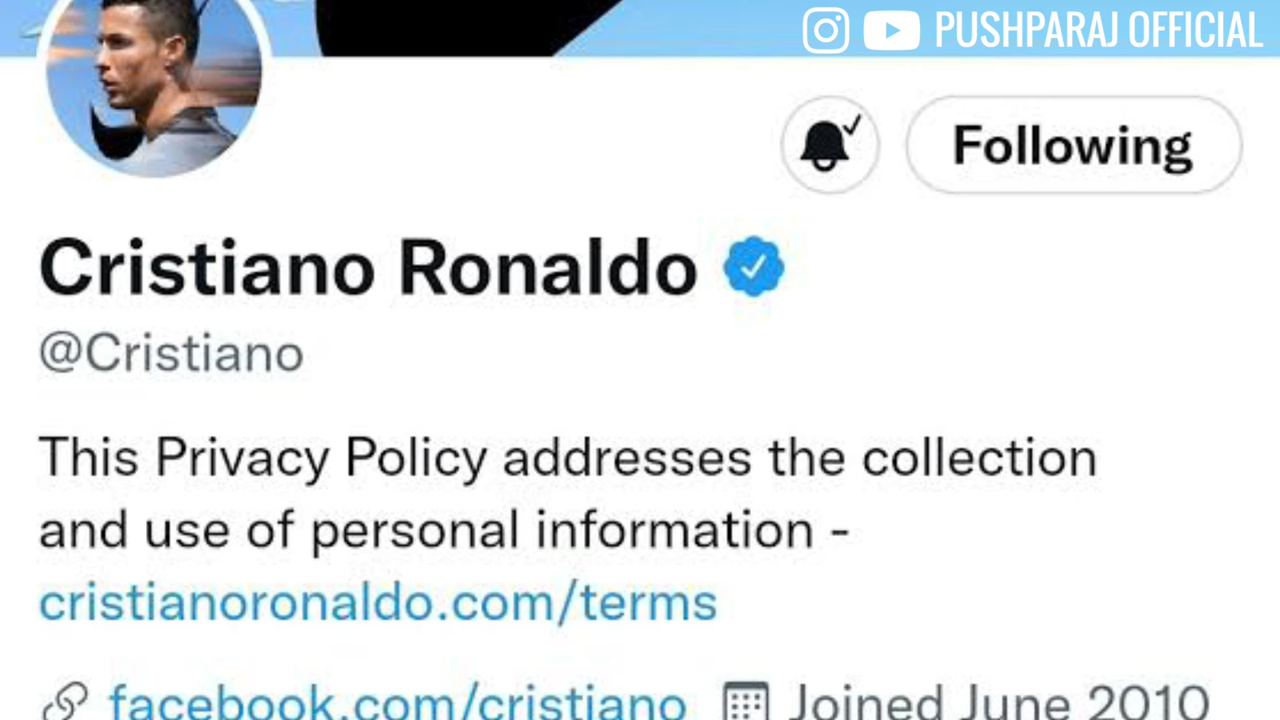 PUSHPARAJ OFFICIAL
Following
Cristiano Ronaldo
@Cristiano
This Privacy Policy addresses the collection
and use of personal information -
cristianoronaldo.com/terms
facebook.com/cristiano Joined June 2010